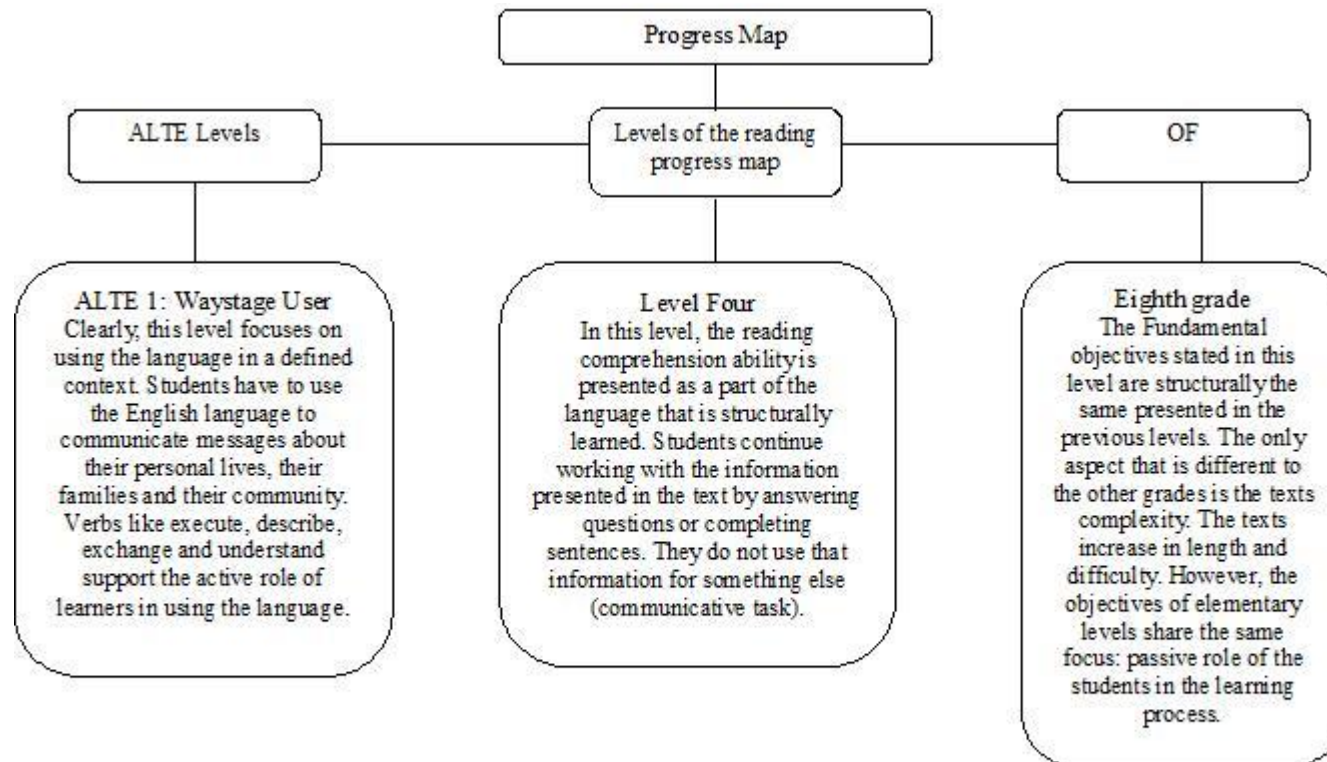 Progress Map
ALTE Levels
Levels of the reading
progress map
OF
ALTE 1: Waystage User
Clearly, this level focuses on
using the language in a defined
context. Students have to use
the English language to
communicate messages about
their personal lives, their
families and their community.
Verbs like execute, describe,
exchange and understand
support the active role of
learners in using the language.
Level Four
In this level, the reading
comprehension ability is
presented as a part of the
language that is structurally
learned. Students continue
working with the information
presented in the text by answering
questions or completing
sentences. They do not use that
information for something else
(communicative task).
Eighth grade
The Fundamental
objectives stated in this
level are structurally the
same presented in the
previous levels. The only
aspect that is different to
the other grades is the texts
complexity. The texts
increase in length and
difficulty. However, the
objectives of elementary
levels share the same
focus: passive role of the
students in the learning
process.